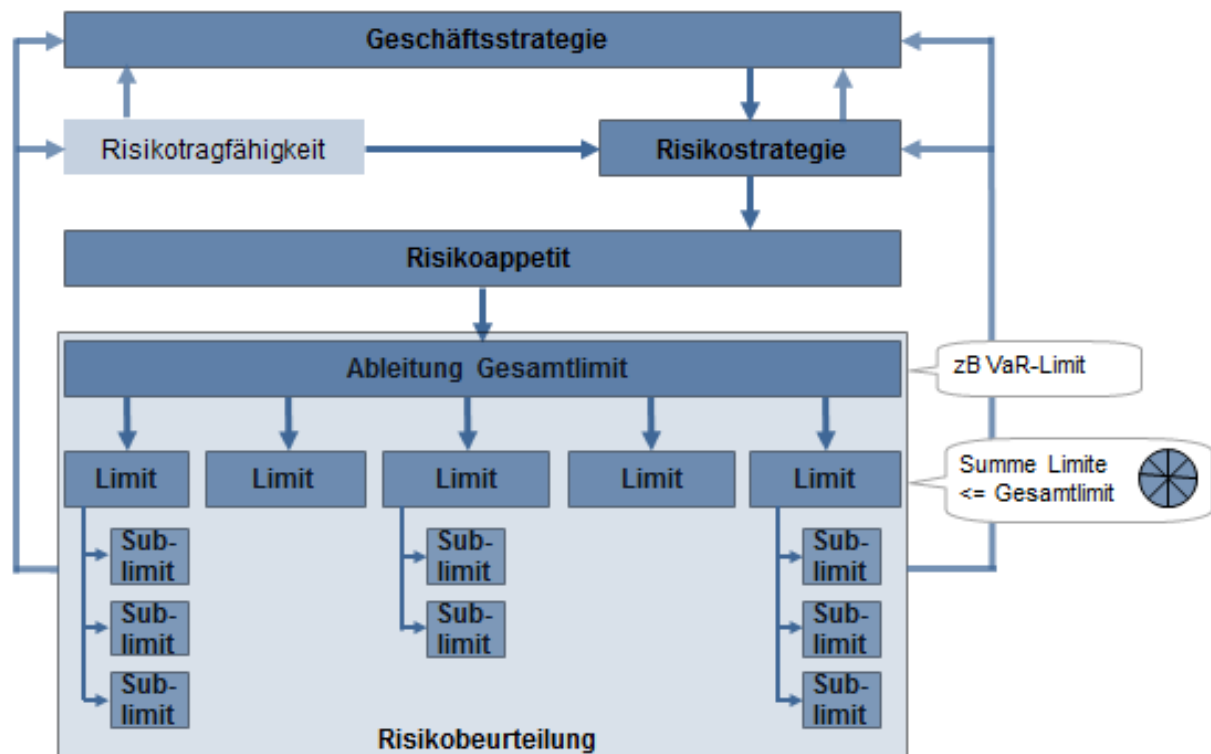 Geschäftsstrategie
Risikotragfähigkeit
Risikostrategie
Risikoappetit
Ableitung Gesamtlimit
zB VaR-Limit
Limit
Limit
Limit
Limit
Limit
Summe Limite
<= Gesamtlimit
Sub-
limit
Sub-
limit
Sub-
limit
Sub-
limit
Sub-
limit
Sub-
limit
Sub-
limit
Sub-
limit
Risikobeurteilung